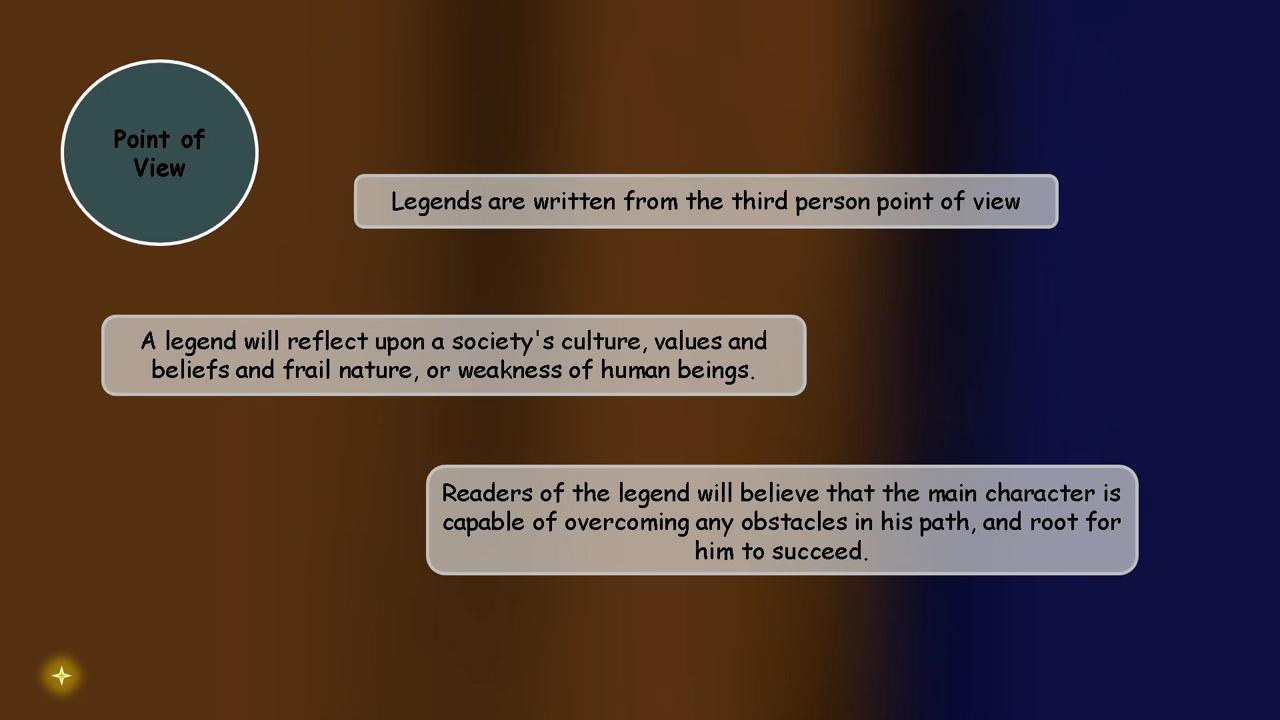 Point of
View
Legends are written from the third person point of view
A legend will reflect upon a society's culture, values and
beliefs and frail nature, or weakness of human beings.
Readers of the legend will believe that the main character is
capable of overcoming any obstacles in his path, and root for
him to succeed.